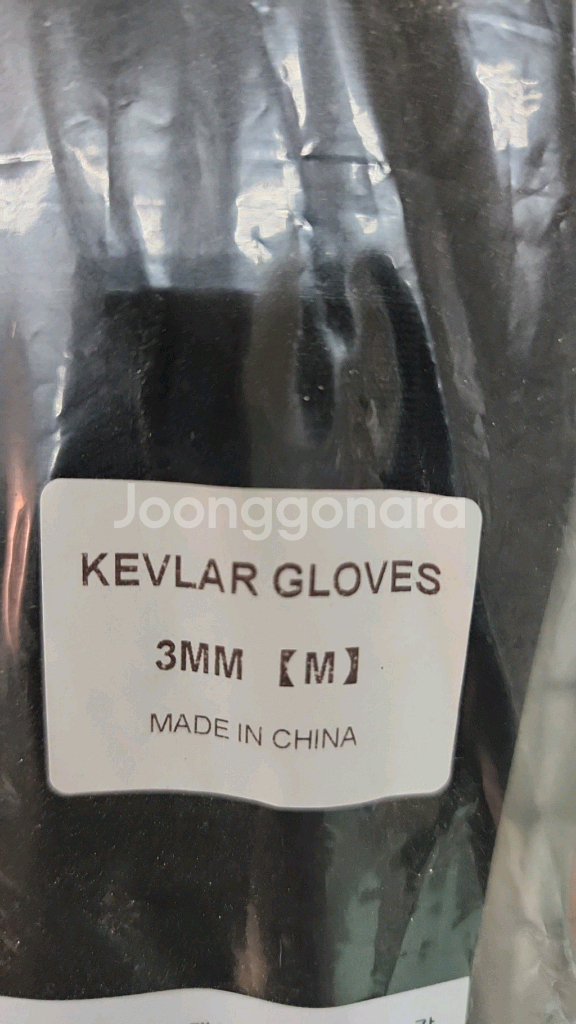 Joonggonara
KEVLAR GLOVES
3MM 【M】
MADE IN CHINA